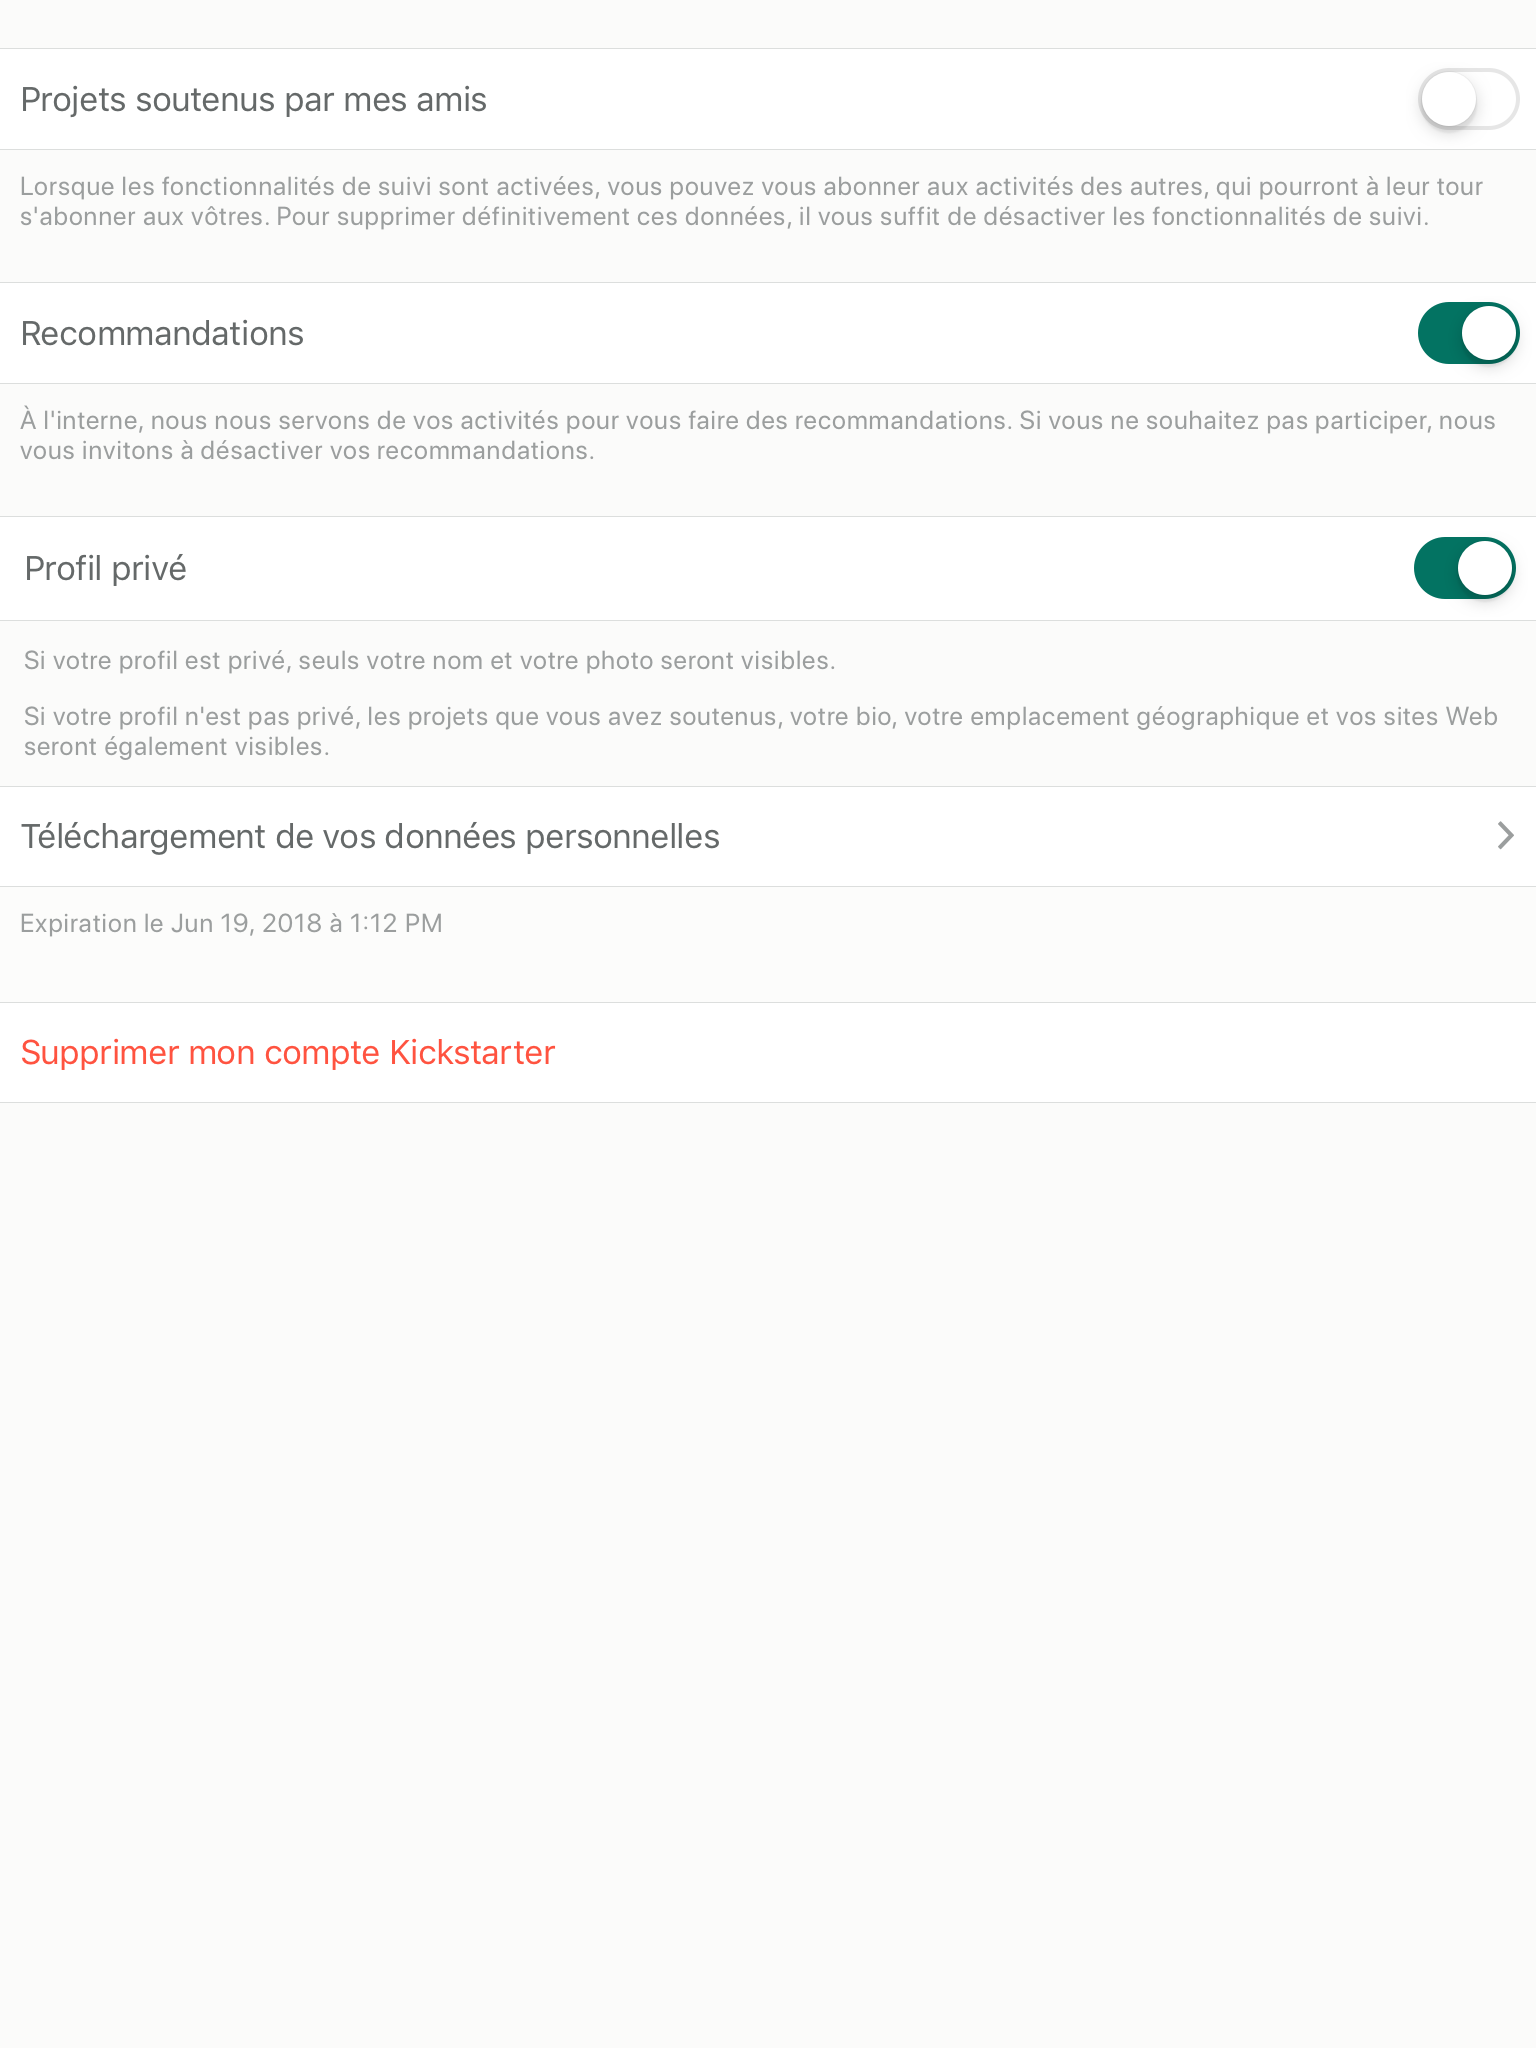 Projets soutenus par mes amis
Lorsque les fonctionnalités de suivi sont activées, vous pouvez vous abonner aux activités des autres, qui pourront à leur tour
s'abonner aux vôtres. Pour supprimer définitivement ces données, il vous suffit de désactiver les fonctionnalités de suivi.
Recommandations
À l'interne, nous nous servons de vos activités pour vous faire des recommandations. Si vous ne souhaitez pas participer, nous
vous invitons à désactiver vos recommandations.
Profil privé
Si votre profil est privé, seuls votre nom et votre photo seront visibles.
Si votre profil n'est pas privé, les projets que vous avez soutenus, votre bio, votre emplacement géographique et vos sites Web
seront également visibles.
Téléchargement de vos données personnelles
Expiration le Jun 19, 2018 à 1:12 PM
Supprimer mon compte Kickstarter